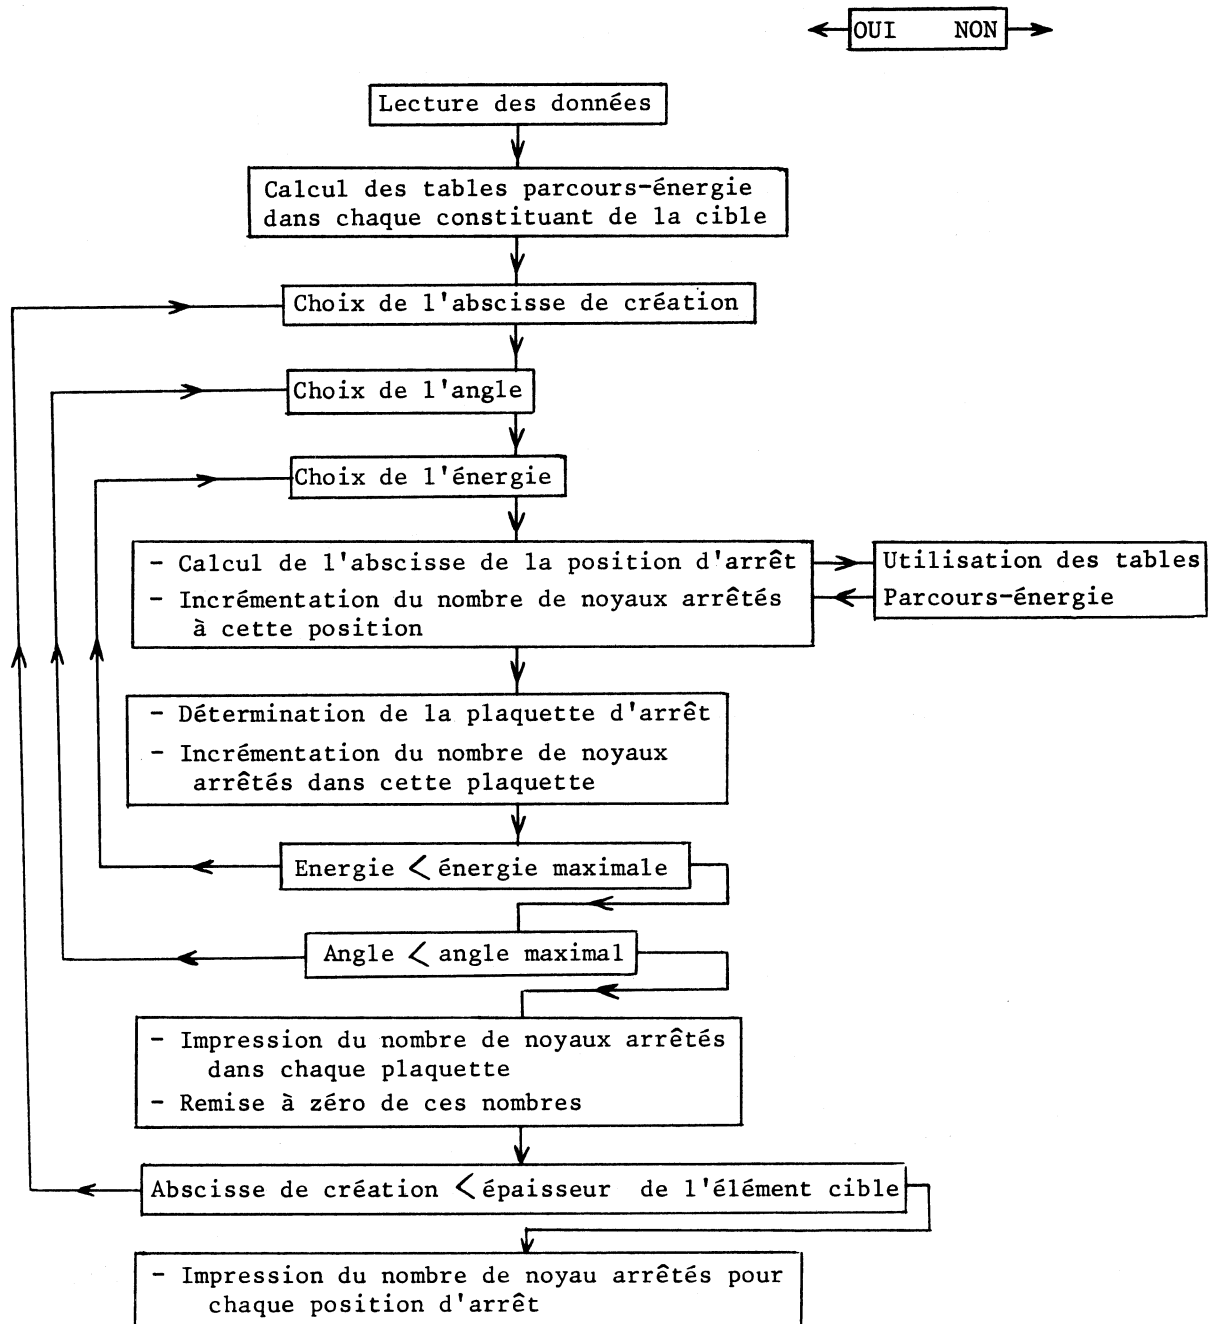 OUI NON
Lecture des données
Calcul des tables parcours-énergie
dans chaque constituant de la cible
Choix de l'abscisse de création
Choix de l'angle
Choix de l'énergie
- Calcul de l'abscisse de la position d'arrêt
- Incrémentation du nombre de noyaux arrêtés
à cette position
Utilisation des tables
Parcours-énergie
- Détermination de la plaquette d'arrêt
- Incrémentation du nombre de noyaux
arrêtés dans cette plaquette
Energie < énergie maximale
Angle < angle maximal
- Impression du nombre de noyaux arrêtés
dans chaque plaquette
- Remise à zéro de ces nombres
Abscisse de création < épaisseur de l'élément cible
- Impression du nombre de noyau arrêtés pour
chaque position d'arrêt